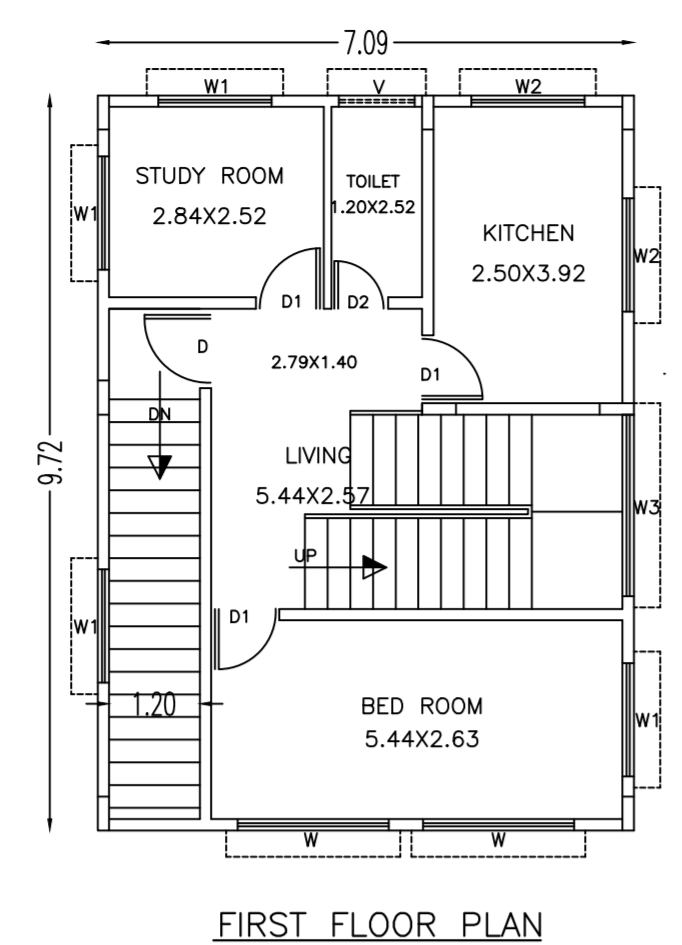 7.09
W1
V
W2
STUDY ROOM
2.84X2.52
TOILET
1.20X2.52
W1
KITCHEN
2.50X3.92
W2
D1
D2
D
2.79X1.40
D1
DN
9.72
LIVING
5.44X2.57
W3
UP
W1
D1
1.20
BED ROOM
5.44X2.63
W1
W
W
FIRST FLOOR PLAN